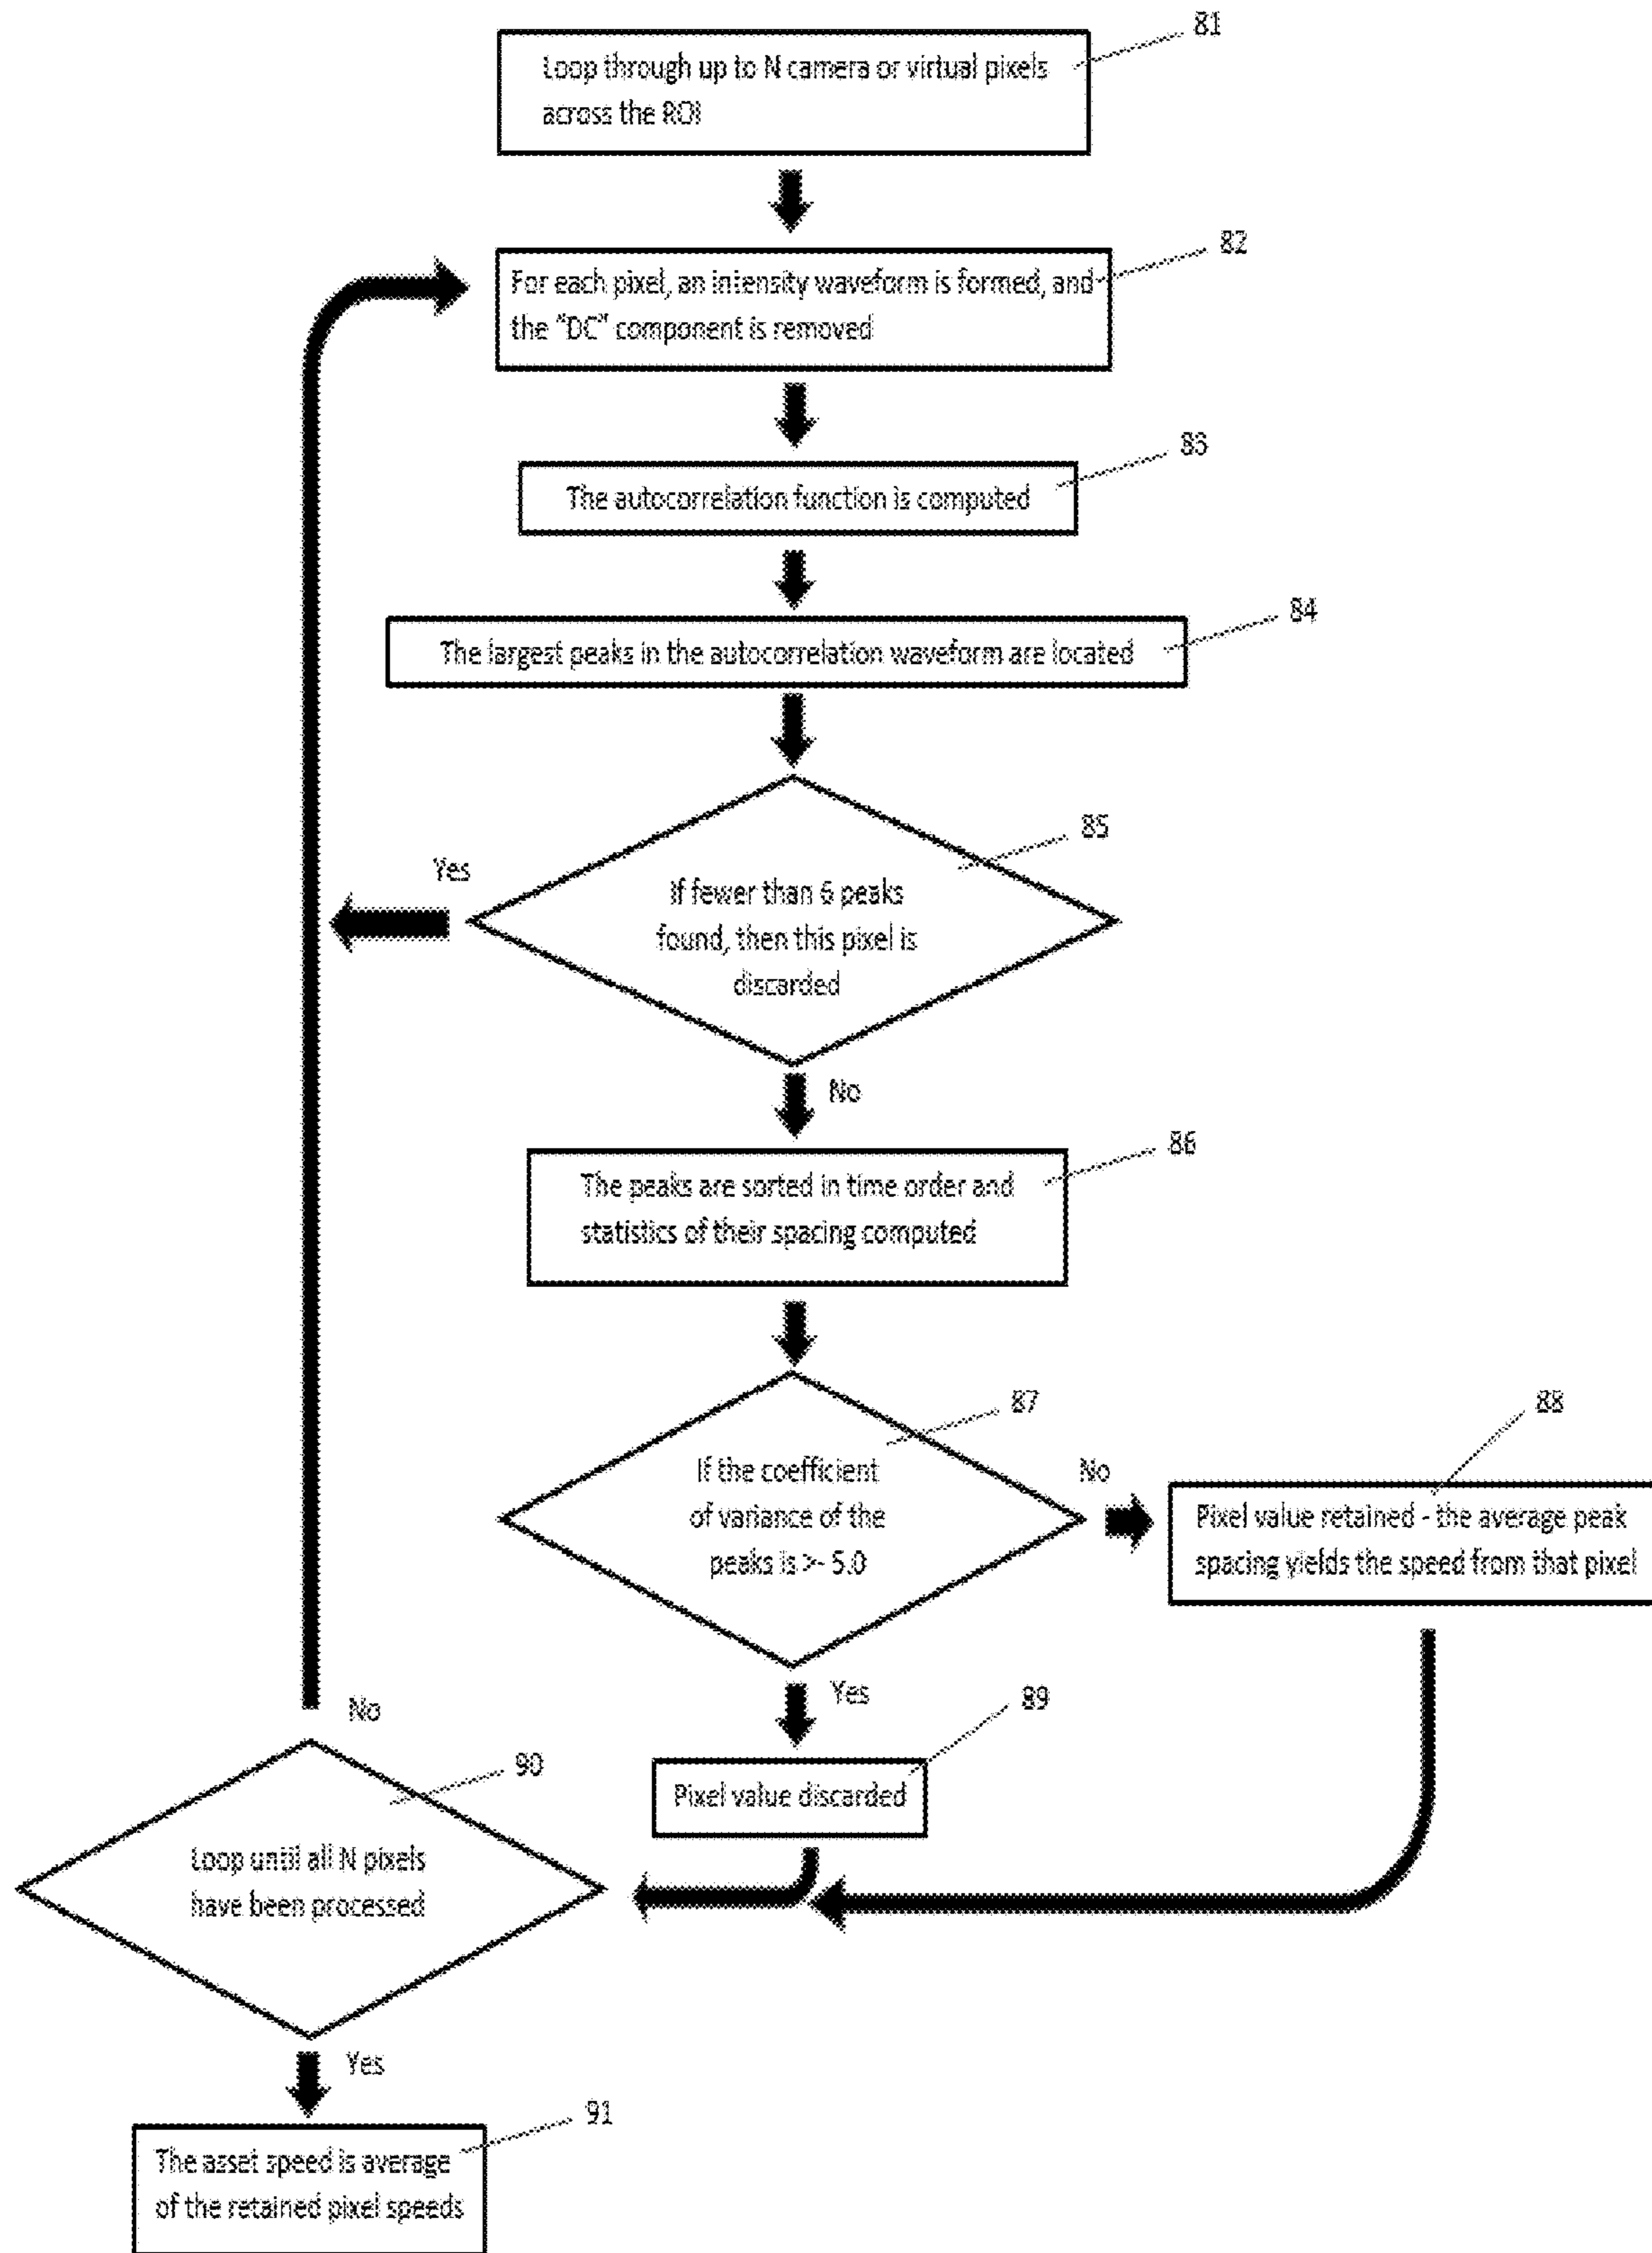 81
Loop through up to N camera or virtual pixels
across the ROI
82
For each pixel, an intensity waveform is formed, and
the "DC" component is removed
83
The autocorrelation function is computed
84
The largest peaks in the autocorrelation waveform are located
85
Yes
If fewer than 6 peaks
found, then this pixel is
discarded
No
86
The peaks are sorted in time order and
statistics of their spacing computed
87
88
If the coefficient
of variance of the
peaks is >- 5.0
No
Pixel value retained - the average peak
spacing yields the speed from that pixel
Yes
89
No
90
Pixel value discarded
Loop until all N pixels
have been processed
Yes
91
The asset speed is average
of the retained pixel speeds